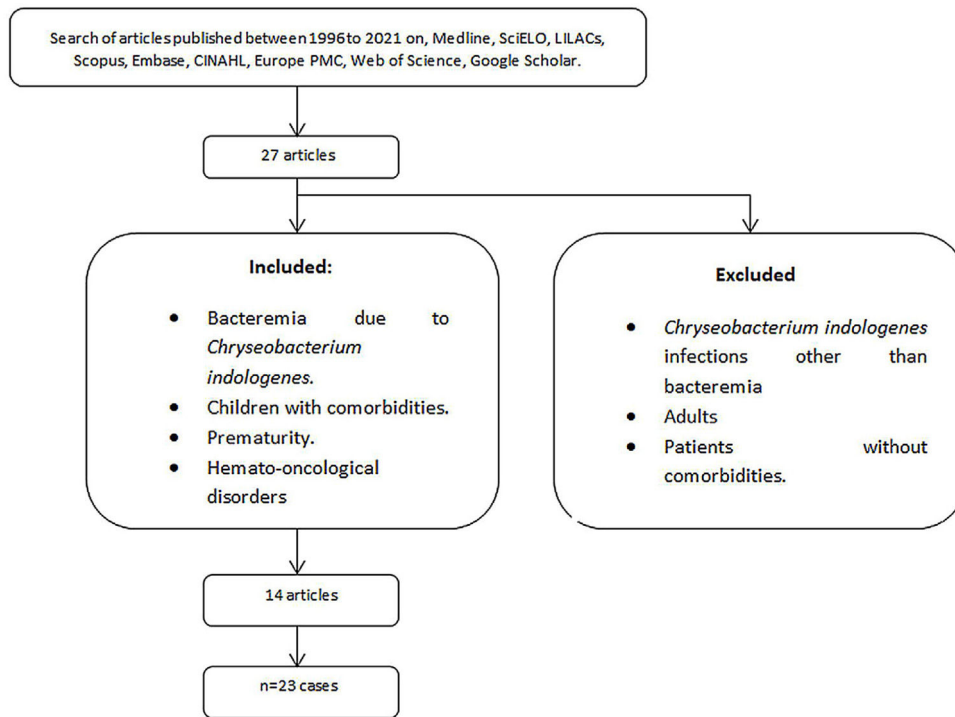 Search of articles published between 1996 to 2021 on, Medline, SciELO, LILACs,
Scopus, Embase, CINAHL, Europe PMC, Web of Science, Google Scholar.
27 articles
Included:
• Bacteremia due to
Chryseobacterium
indologenes.
• Children with comorbidities.
• Prematurity.
• Hemato-oncological
disorders
Excluded
• Chryseobacterium indologenes
infections other than
bacteremia
• Adults
• Patients without
comorbidities.
14 articles
n=23 cases